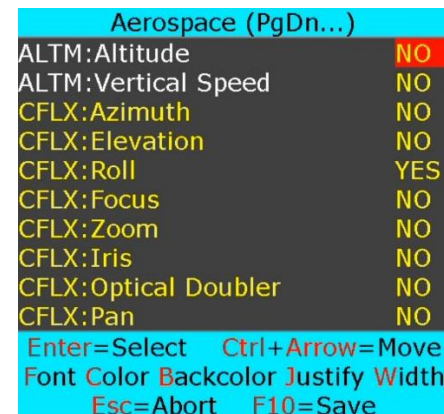 Aerospace (PgDn...)
ALTM:Altitude NO
ALTM:Vertical Speed NO
CFLX:Azimuth NO
CFLX:Elevation NO
CFLX:Roll YES
CFLX:Focus NO
CFLX:Zoom NO
CFLX:Iris NO
CFLX:Optical Doubler NO
CFLX:Pan NO
Enter=Select Ctrl+Arrow=Move
Font Color Backcolor Justify Width
Esc=Abort F10=Save